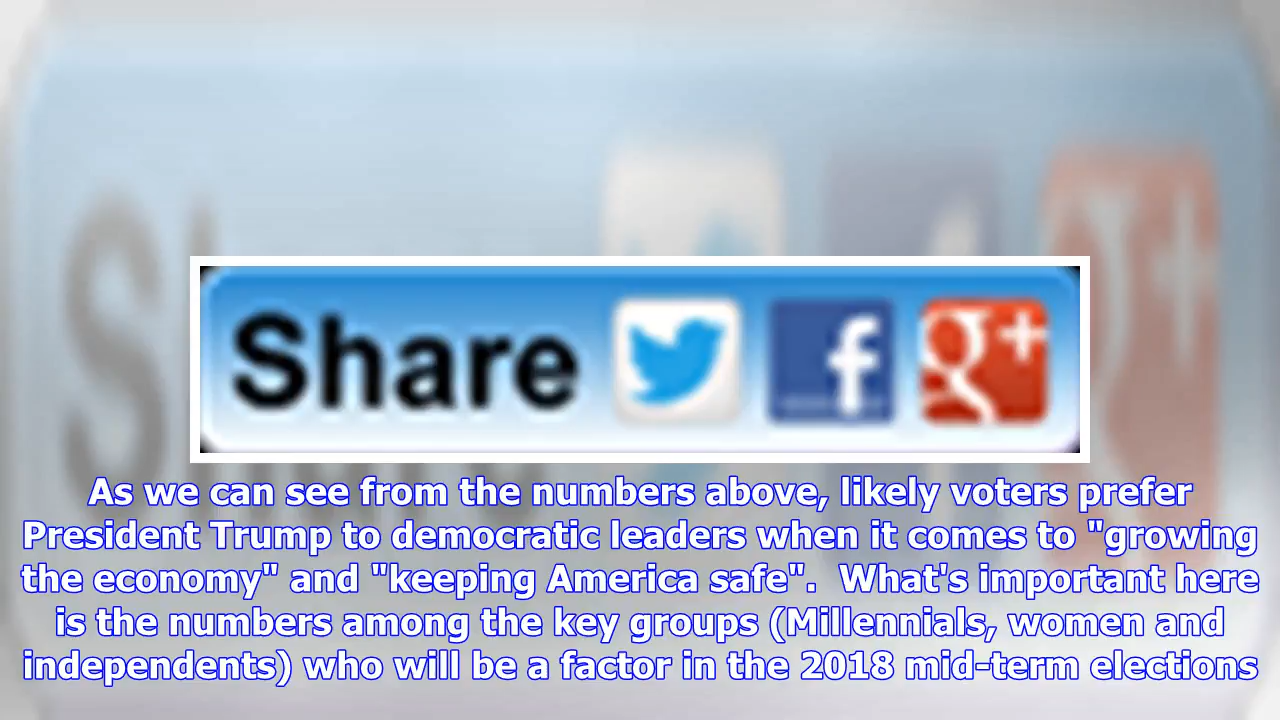 Share
As we can see from the numbers above, likely voters prefer
President Trump to democratic leaders when it comes to "growing
the economy" and "keeping America safe".  What's important here
is the numbers among the key groups (Millennials, women and
independents) who will be a factor in the 2018 mid-term elections